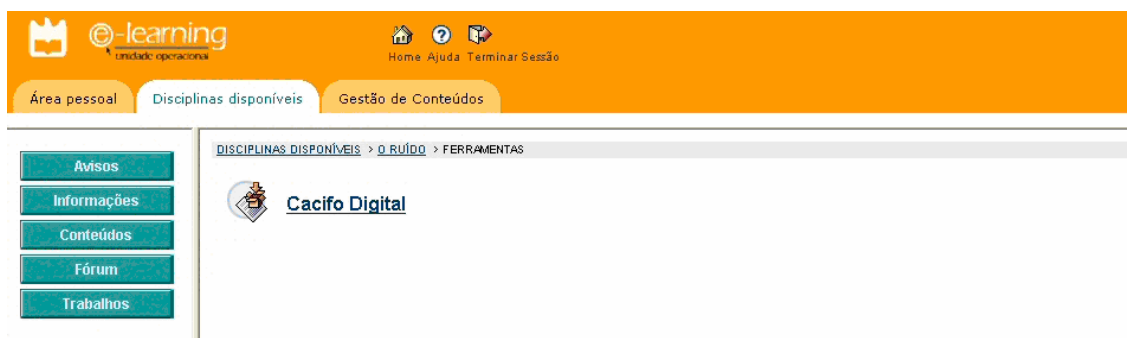 e-learning
unidade operacional
Home Ajuda Terminar Sessão
Área pessoal Disciplinas disponíveis Gestão de Conteúdos
DISCIPLINAS DISPONÍVEIS > O RUÍDO > FERRAMENTAS
Avisos
Informações
Conteúdos
Fórum
Trabalhos
Cacifo Digital